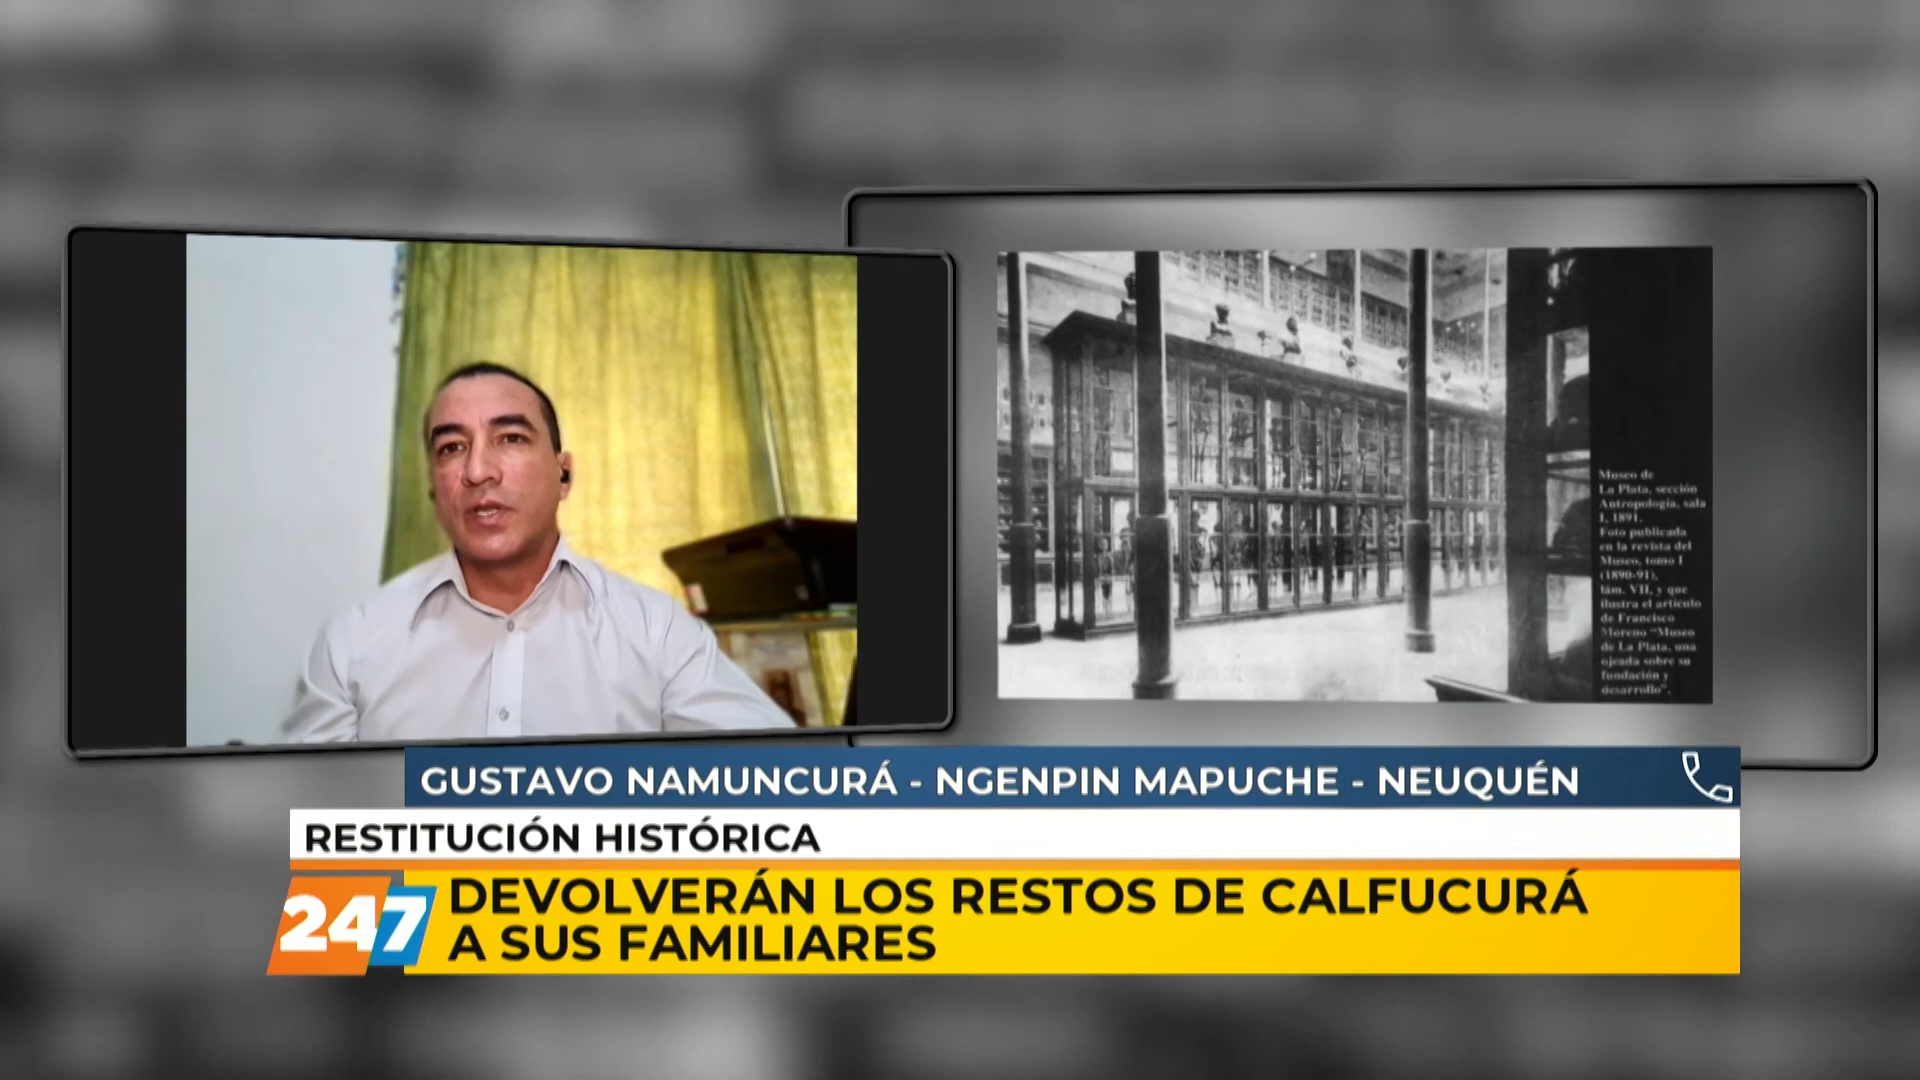 Museo de
La Plata, sección
Antropología, sala
I, 1891.
Foto publicada
en la revista del
Museo, tomo I
(1890-91),
lám. VII, y que
ilustra el artículo
de Francisco
Moreno "Museo
de La Plata, una
ojeada sobre su
fundación y
desarrollo".
GUSTAVO NAMUNCURÁ - NGENPIN MAPUCHE - NEUQUÉN
RESTITUCIÓN HISTÓRICA
247
DEVOLVERÁN LOS RESTOS DE CALFUCURÁ
A SUS FAMILIARES